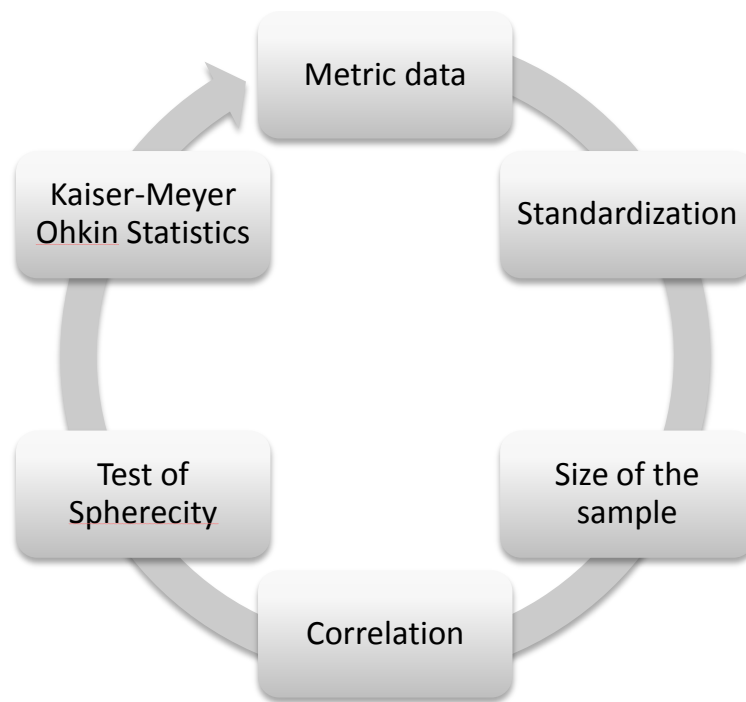 Metric data
Standardization
Size of the
sample
Correlation
Test of
Spherecity
Kaiser-Meyer
Ohkin Statistics